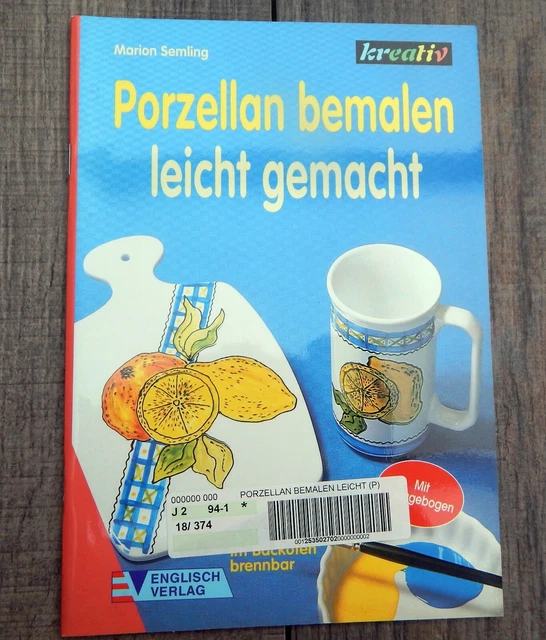 Marion Semling
kreativ
Porzellan bemalen
leicht gemacht
Mit
gebogen
000000 000
PORZELLAN BEMALEN LEICHT (P)
J 2 94-1 *
18/ 374
im Backofen
brennbar
EV ENGLISCH
VERLAG